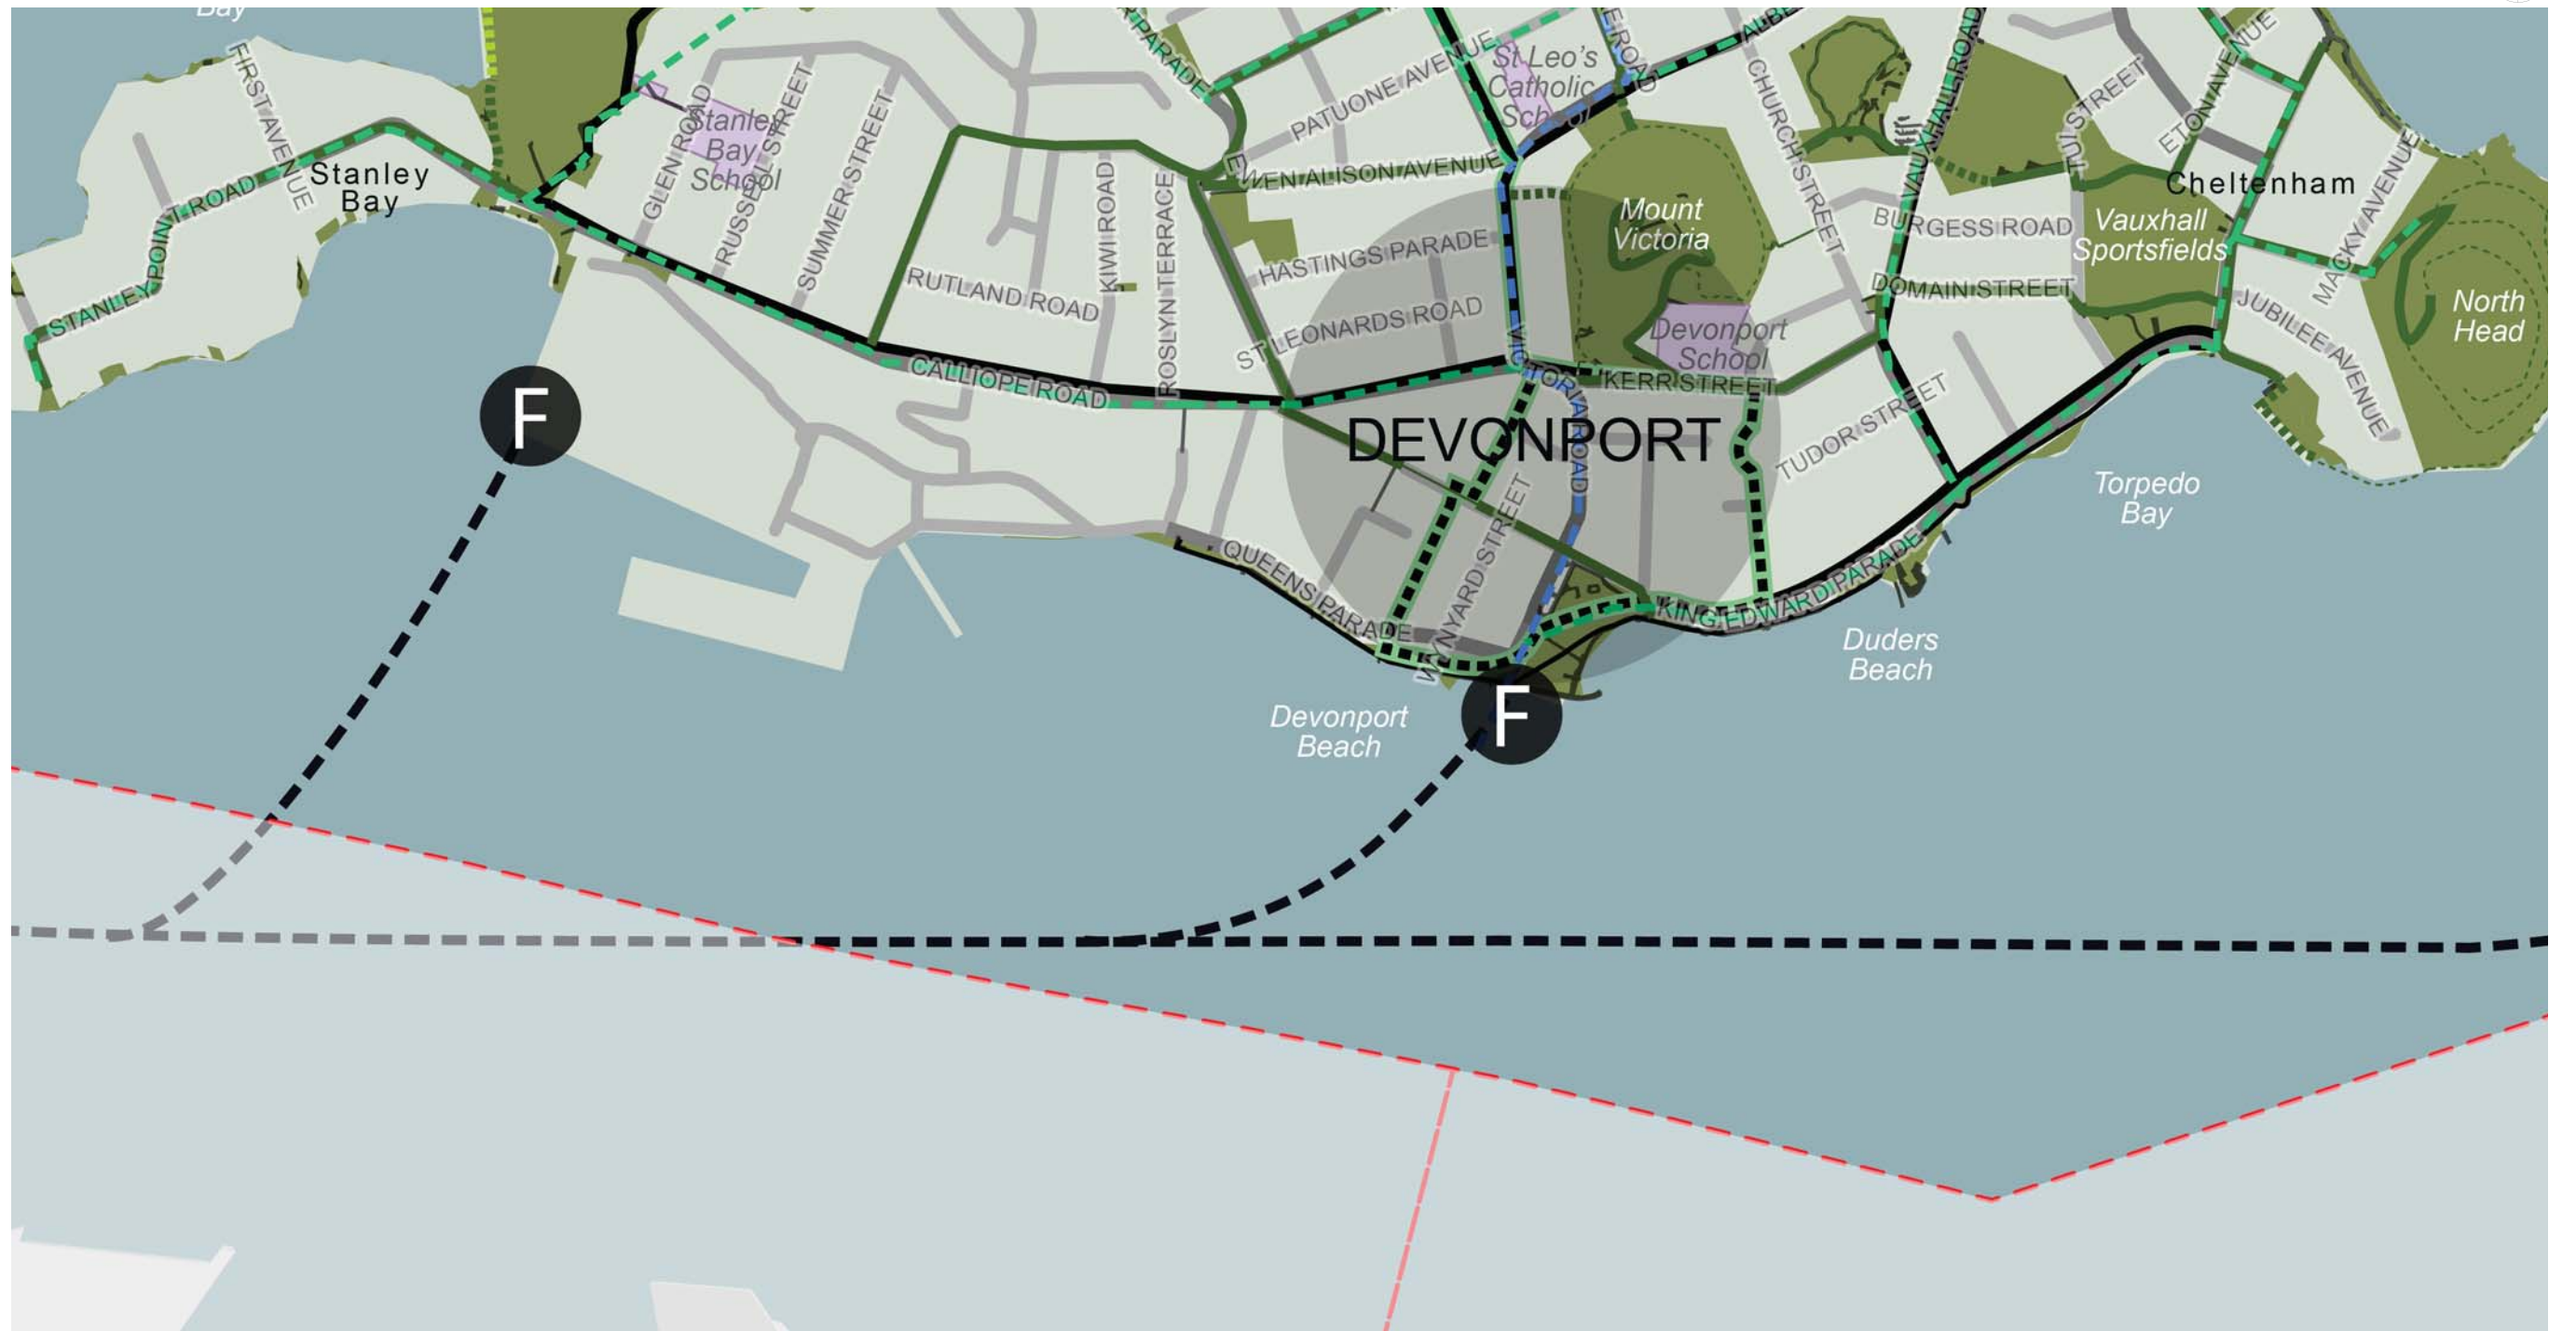 Bay
FIRST AVENUE
STANLEY POINT ROAD
Stanley
Bay
GLEN ROAD
Stanley
Bay
School
RUSSELL STREET
SUMMER STREET
PARADE
PATUONE AVENUE
St Leo's
Catholic
School
ROAD
EWEN ALISON AVENUE
CHURCH STREET
VAUXHALL ROAD
TUI STREET
ETON AVENUE
Cheltenham
MACKY AVENUE
Mount
Victoria
BURGESS ROAD
Vauxhall
Sportsfields
HASTINGS PARADE
RUTLAND ROAD
KIWI ROAD
ROSLYN TERRACE
ST LEONARDS ROAD
DOMAIN STREET
JUBILEE AVENUE
North
Head
Devonport
School
CALLIOPE ROAD
VICTORIA ROAD
KERR STREET
F
DEVONPORT
TUDOR STREET
Torpedo
Bay
QUEENS PARADE
WYNYARD STREET
KING EDWARD PARADE
Duders
Beach
Devonport
Beach
F